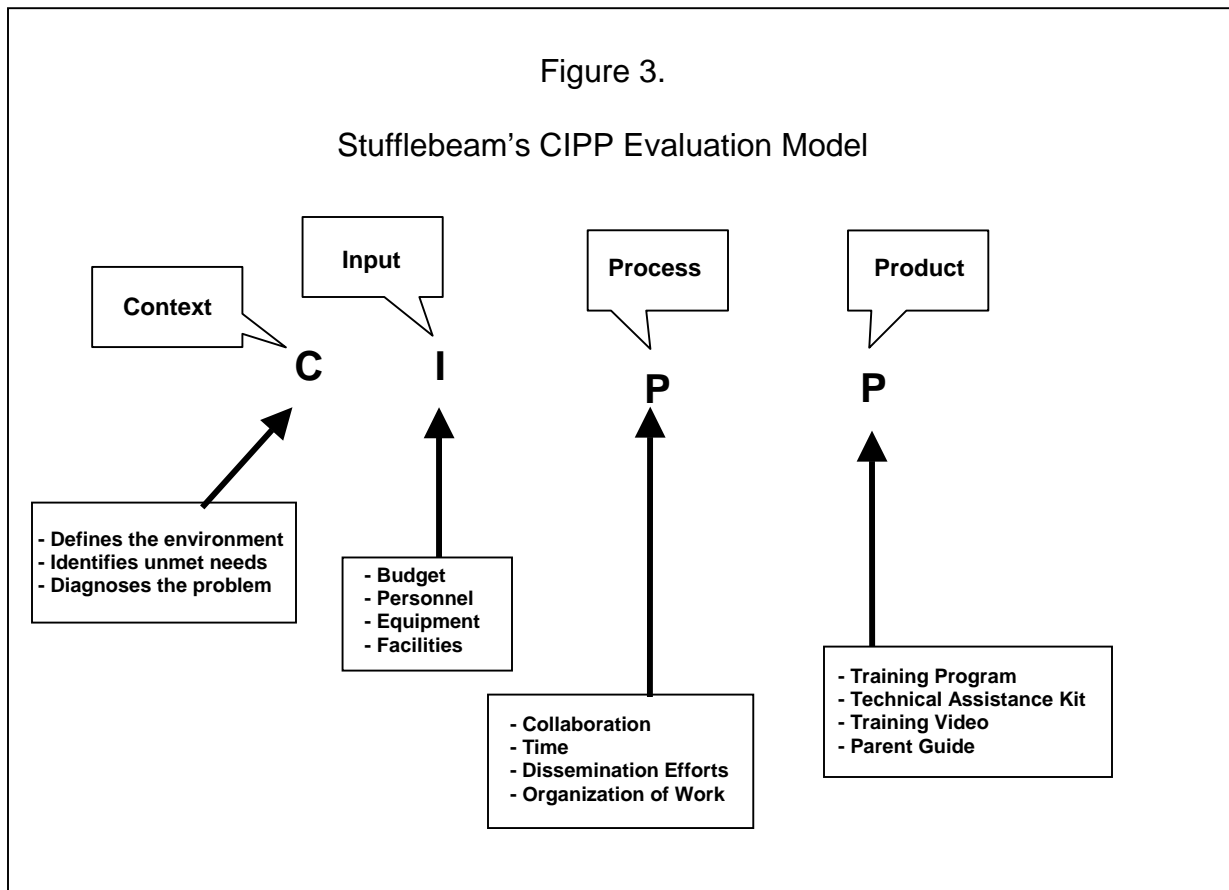 Figure 3.
Stufflebeam’s CIPP Evaluation Model
Context
Input
Process
Product
C
I
P
P
- Defines the environment
- Identifies unmet needs
- Diagnoses the problem
- Budget
- Personnel
- Equipment
- Facilities
- Collaboration
- Time
- Dissemination Efforts
- Organization of Work
- Training Program
- Technical Assistance Kit
- Training Video
- Parent Guide